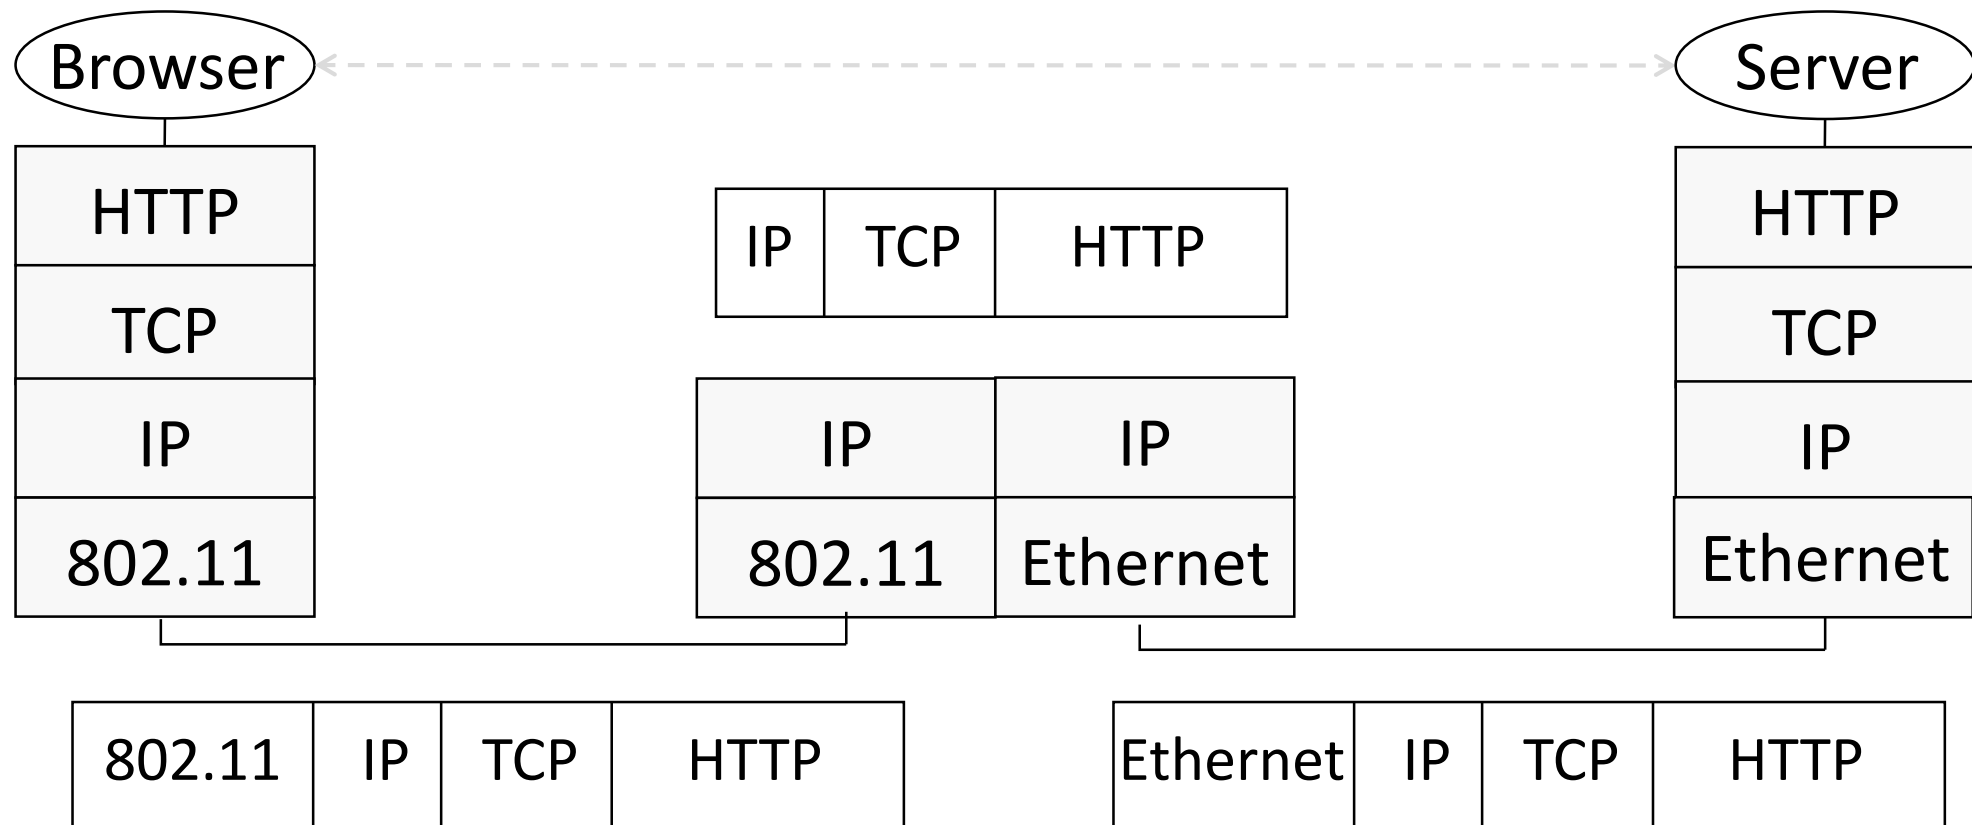 Browser
Server
HTTP
TCP
IP
802.11
IP TCP HTTP
IP IP
802.11 Ethernet
HTTP
TCP
IP
Ethernet
802.11 IP TCP HTTP
Ethernet IP TCP HTTP